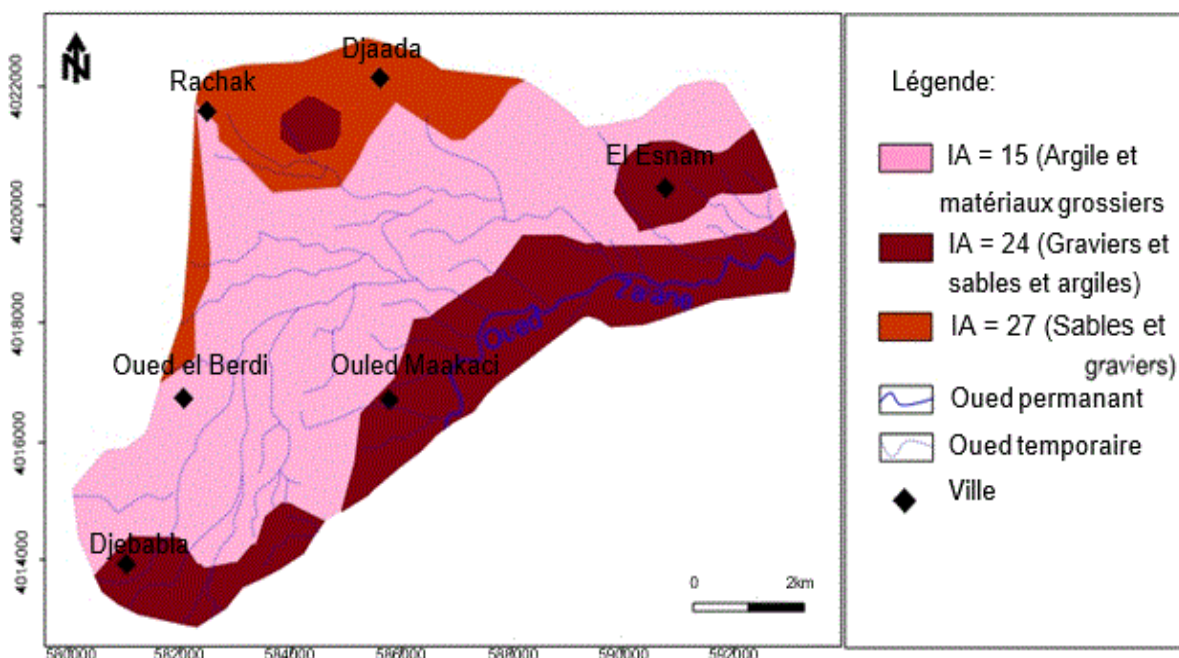 N
Djaada
Rachak
El Esnam
Oued Zaiane
Oued el Berdi
Ouled Maakaci
Djebabla
4022000
4020000
4018000
4016000
4014000
580000 582000 584000 586000 588000 590000 592000
0 2km
Légende:
IA = 15 (Argile et
matériaux grossiers
IA = 24 (Graviers et
sables et argiles)
IA = 27 (Sables et
graviers)
Oued permanant
Oued temporaire
Ville